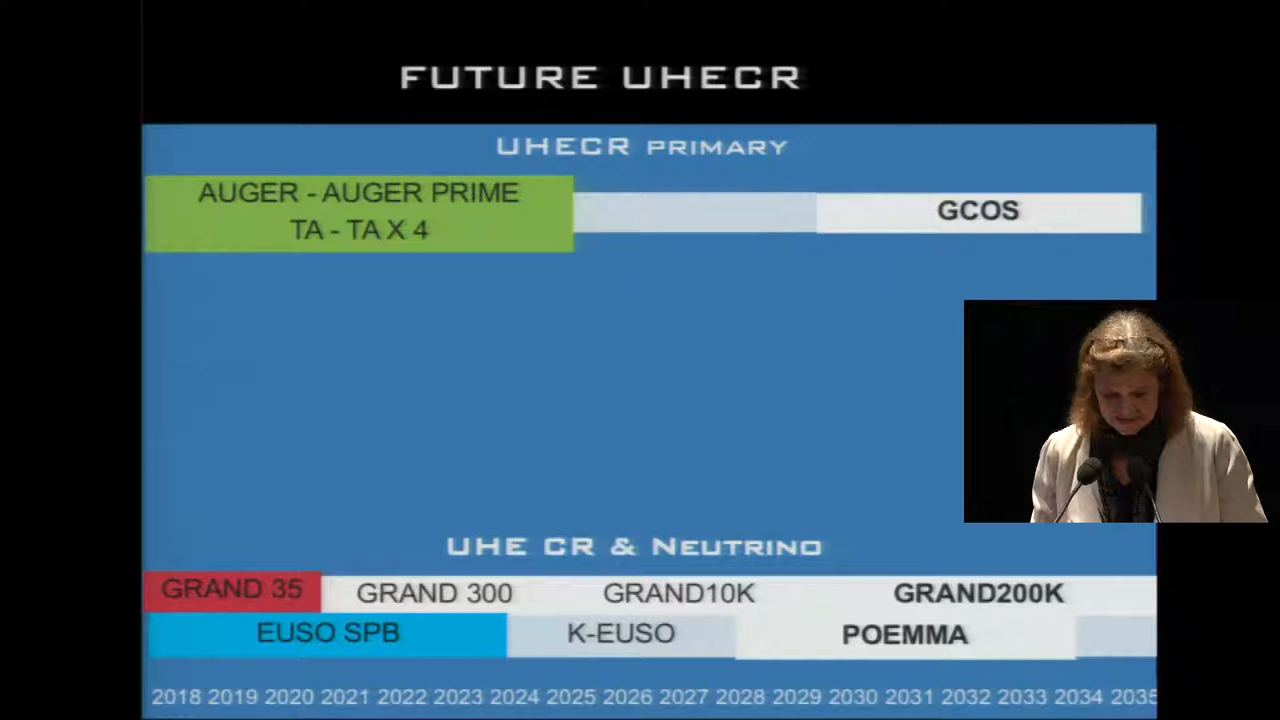 FUTURE UHECR
UHECR PRIMARY
AUGER - AUGER PRIME
TA - TA X 4
GCOS
UHE CR & NEUTRINO
GRAND 35 GRAND 300 GRAND10K GRAND200K
EUSO SPB K-EUSO POEMMA
2018 2019 2020 2021 2022 2023 2024 2025 2026 2027 2028 2029 2030 2031 2032 2033 2034 2035